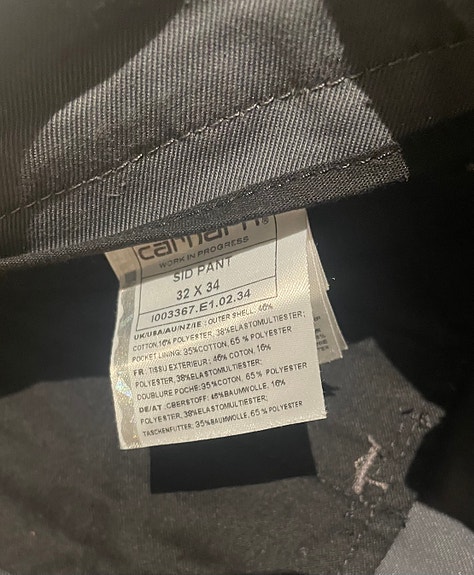 carhartt®
WORK IN PROGRESS
SID PANT
32 X 34
I003367.E1.02.34
UK/USA/AU/NZ/IE : OUTER SHELL: 46%
COTTON,16% POLYESTER, 38%ELASTOMULTIESTER;
POCKET LINING: 35%COTTON, 65 % POLYESTER
FR. TISSU EXTERIEUR: 46% COTON, 16%
POLYESTER, 38%ELASTOMULTIESTER;
DOUBLURE POCHE:35%COTON, 65 % POLYESTER
DE/AT .OBERSTOFF: 46%BAUMWOLLE, 16%
POLYESTER, 38%ELASTOMULTIESTER;
TASCHENFUTTER: 35%BAUMWOLLE, 65 % POLYESTER